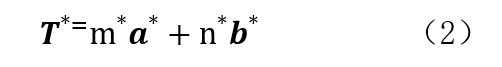 T*=m*a* + n*b* （2）